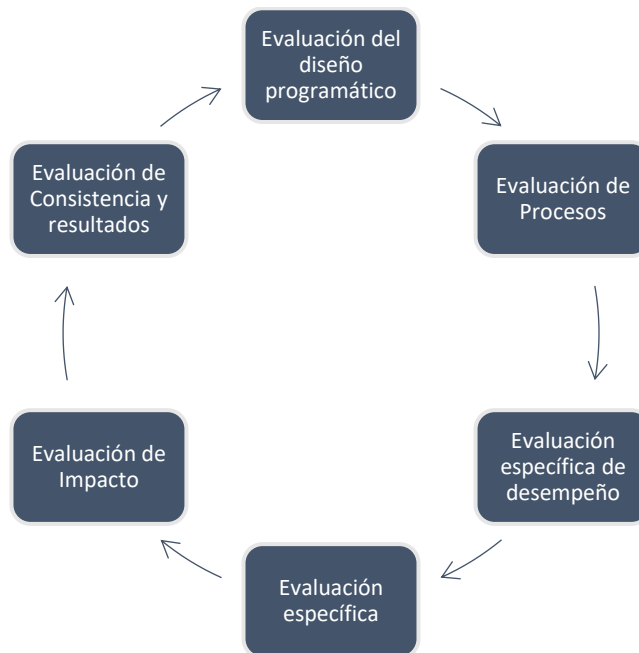 Evaluación del
diseño
programático
Evaluación de
Procesos
Evaluación
específica de
desempeño
Evaluación
específica
Evaluación de
Impacto
Evaluación de
Consistencia y
resultados